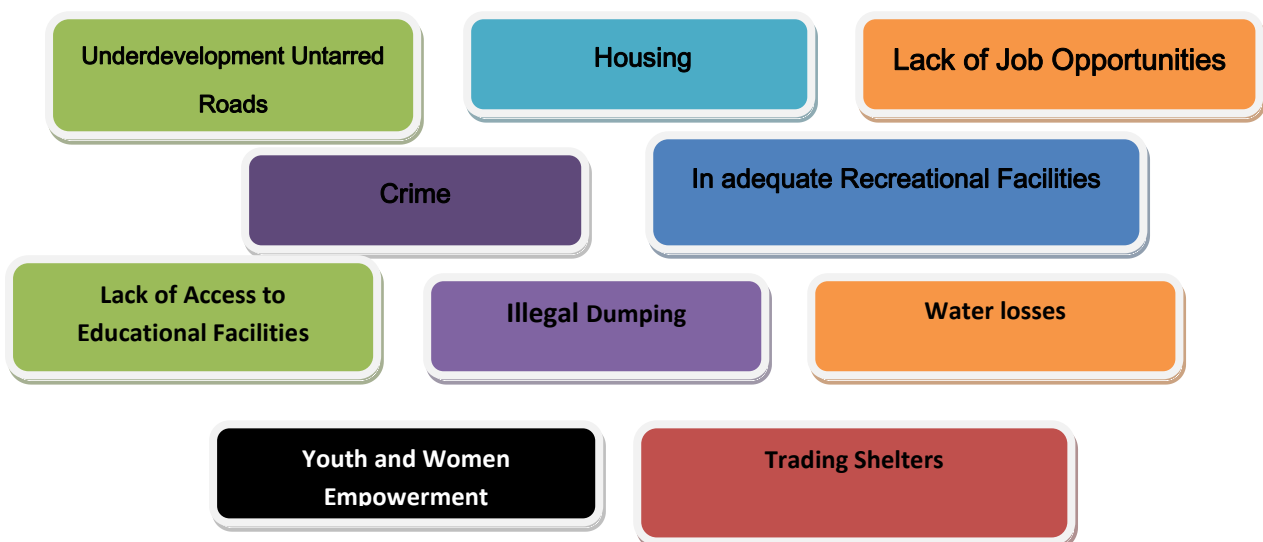 Underdevelopment Untarred
Roads
Housing
Lack of Job Opportunities
Crime
In adequate Recreational Facilities
Lack of Access to
Educational Facilities
Illegal Dumping
Water losses
Youth and Women
Empowerment
Trading Shelters